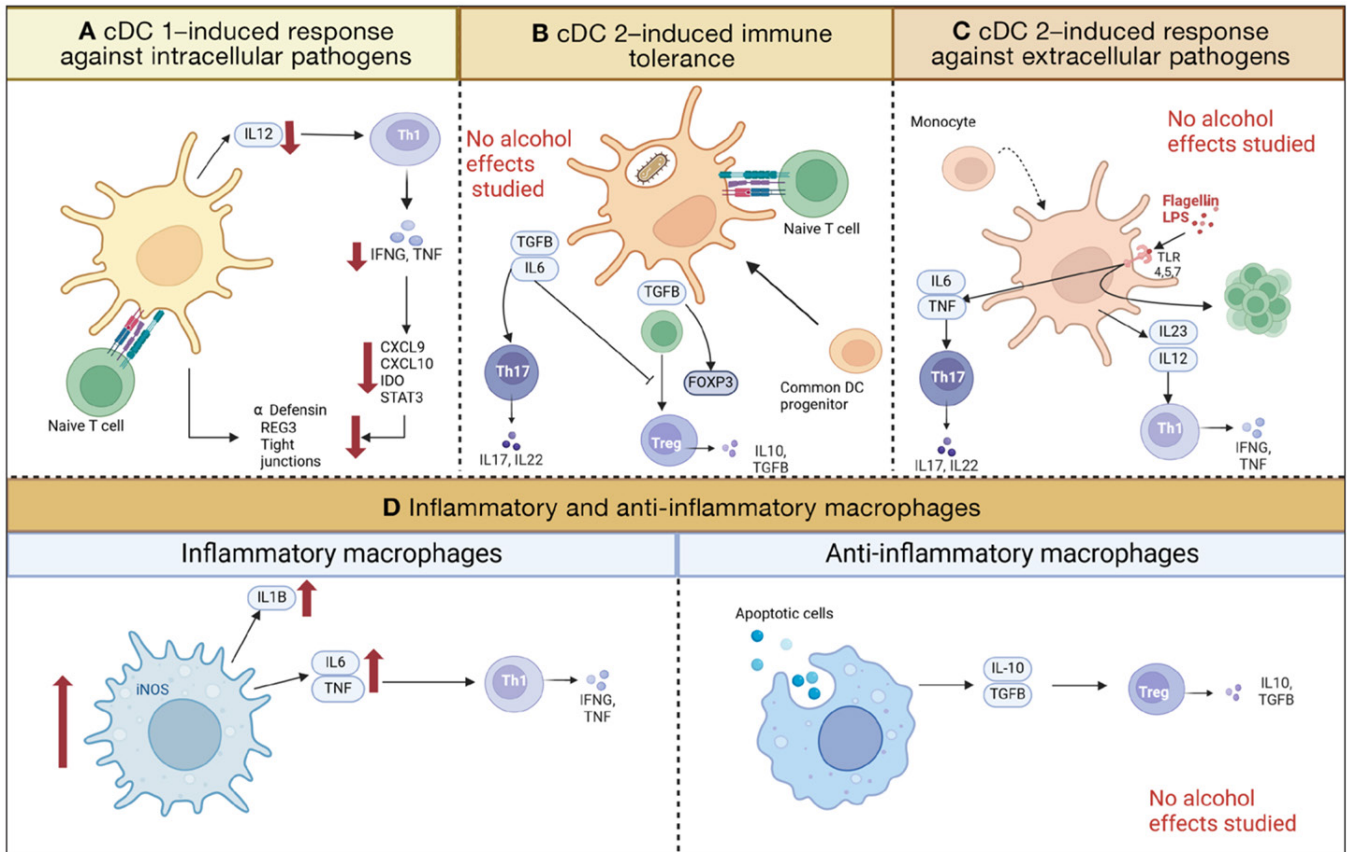 A cDC 1–induced response
against intracellular pathogens
B cDC 2–induced immune
tolerance
C cDC 2–induced response
against extracellular pathogens
IL12
Th1
IFNG, TNF
CXCL9
CXCL10
IDO
STAT3
α Defensin
REG3
Tight
junctions
Naive T cell
No alcohol
effects
studied
Naive T cell
TGFB
IL6
TGFB
Th17
FOXP3
Common DC
progenitor
Treg
IL17, IL22
IL10,
TGFB
Monocyte
No alcohol
effects studied
Flagellin
LPS
TLR
4,5,7
IL6
TNF
IL23
IL12
Th17
Th1
IFNG,
TNF
IL17, IL22
D Inflammatory and anti-inflammatory macrophages
Inflammatory macrophages
Anti-inflammatory macrophages
IL1B
iNOS
IL6
TNF
Th1
IFNG,
TNF
Apoptotic cells
IL-10
TGFB
Treg
IL10,
TGFB
No alcohol
effects studied